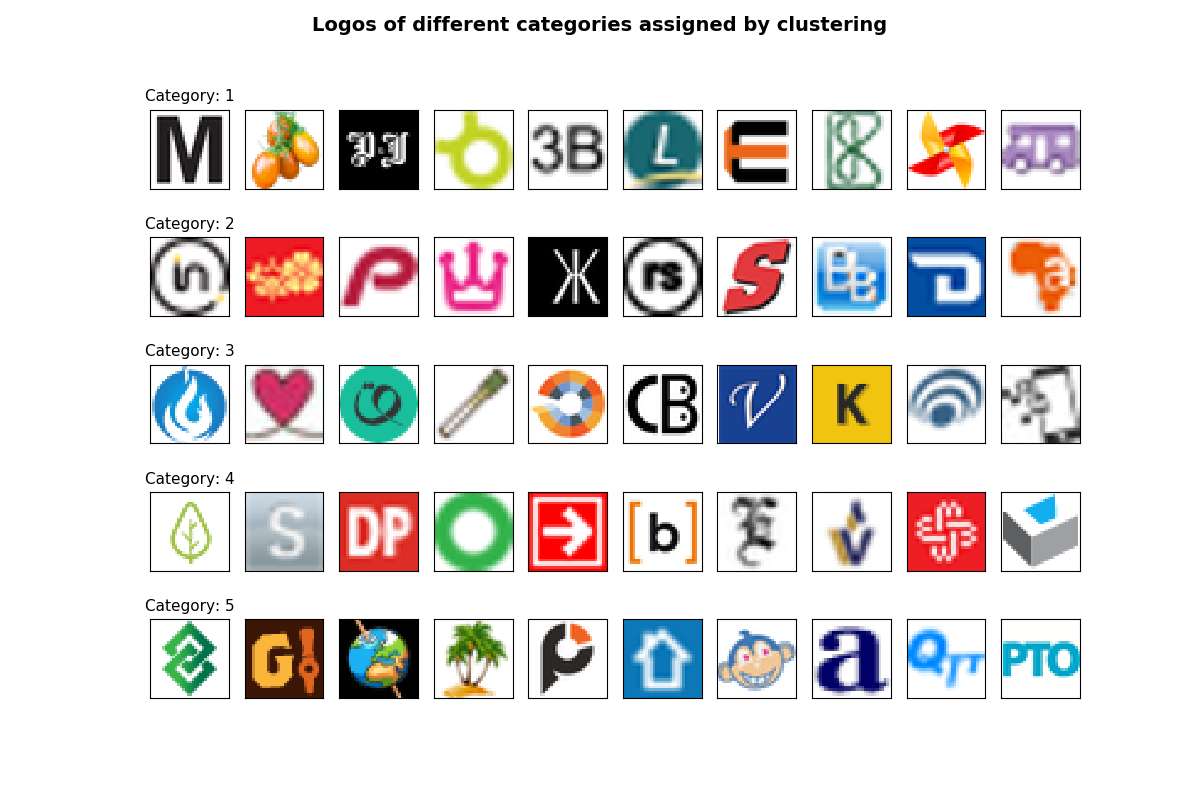 Logos of different categories assigned by clustering
Category: 1
M P·J 3B L E B
Category: 2
in P rs S BB D a
Category: 3
CB V K
Category: 4
S DP [b] E V
Category: 5
G P a QTT PTO